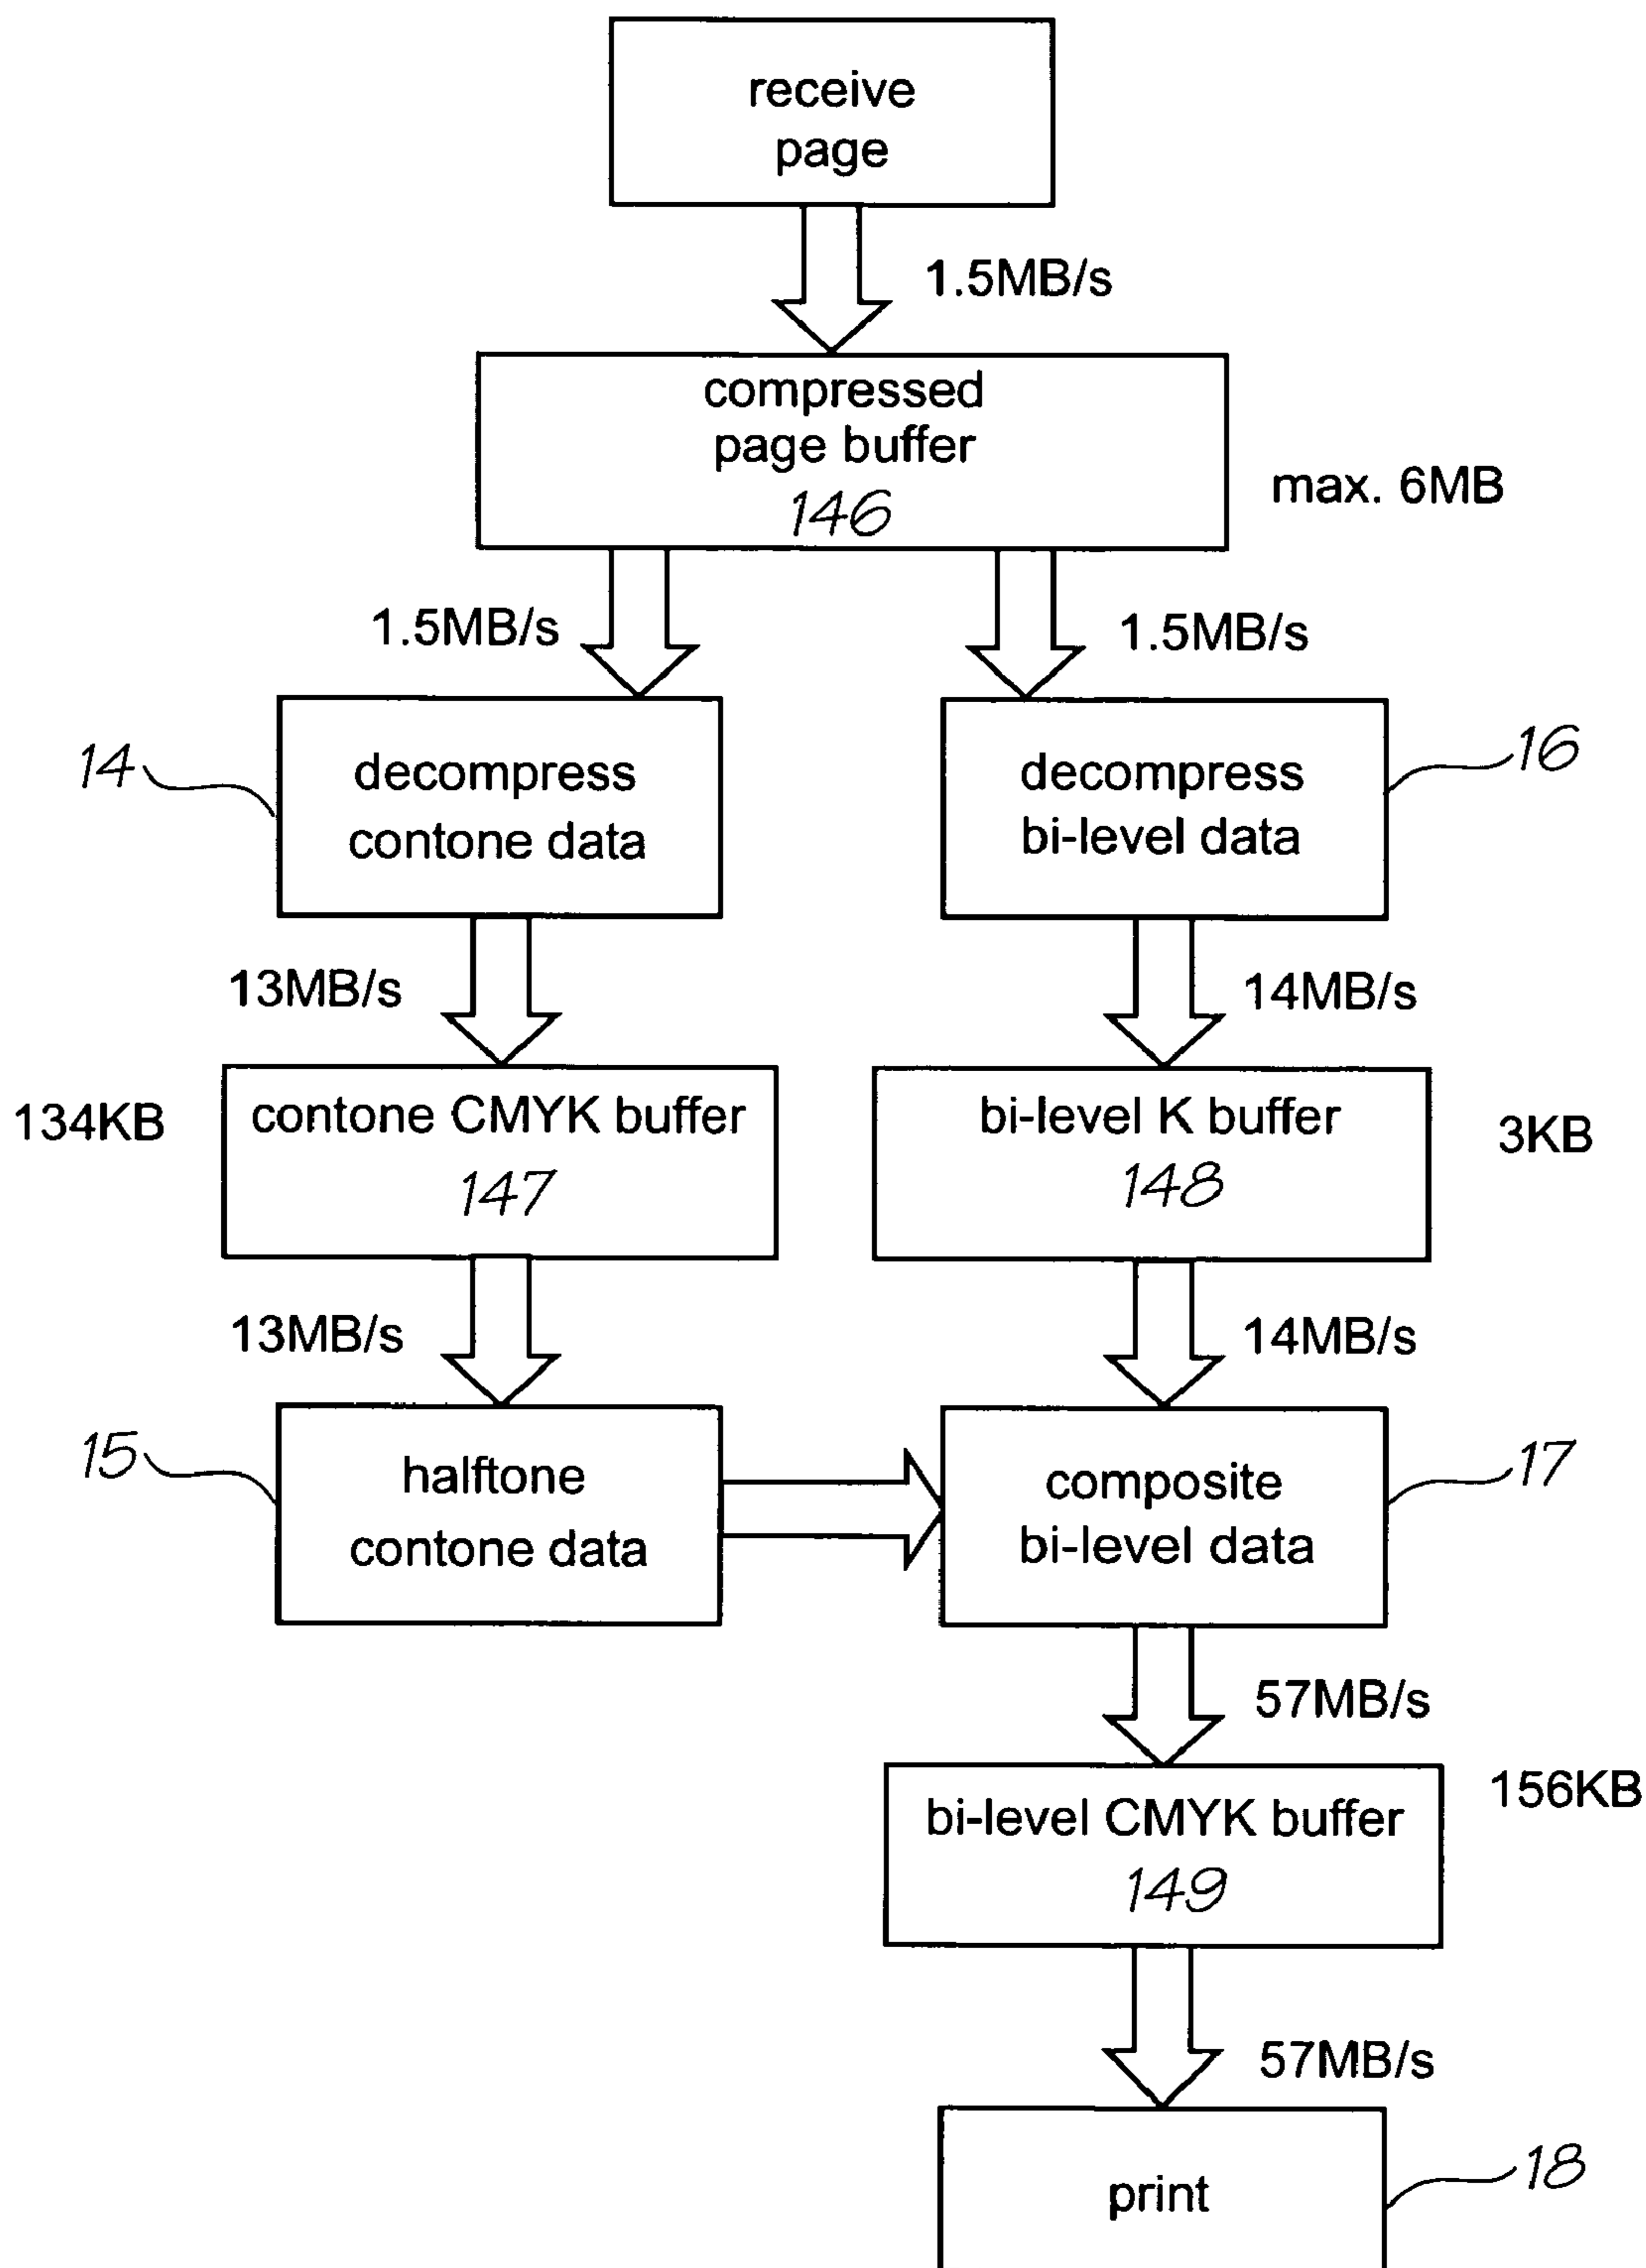 receive
page
1.5MB/s
compressed
page buffer
146
max. 6MB
1.5MB/s
1.5MB/s
14
decompress
contone data
decompress
bi-level data
16
13MB/s
14MB/s
134KB
contone CMYK buffer
147
bi-level K buffer
148
3KB
13MB/s
14MB/s
15
halftone
contone data
composite
bi-level data
17
57MB/s
bi-level CMYK buffer
149
156KB
57MB/s
print
18